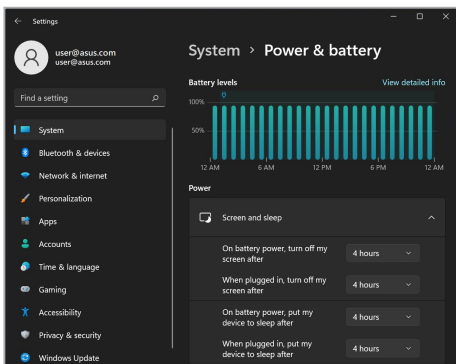 Settings
user@asus.com
user@asus.com
Find a setting
System
Bluetooth & devices
Network & internet
Personalization
Apps
Accounts
Time & language
Gaming
Accessibility
Privacy & security
Windows Update
System > Power & battery
Battery levels
View detailed info
100%
50%
12 AM 6 AM 12 PM 6 PM 12 AM
Power
Screen and sleep
On battery power, turn off my
screen after
4 hours
When plugged in, turn off my
screen after
4 hours
On battery power, put my
device to sleep after
4 hours
When plugged in, put my
device to sleep after
4 hours